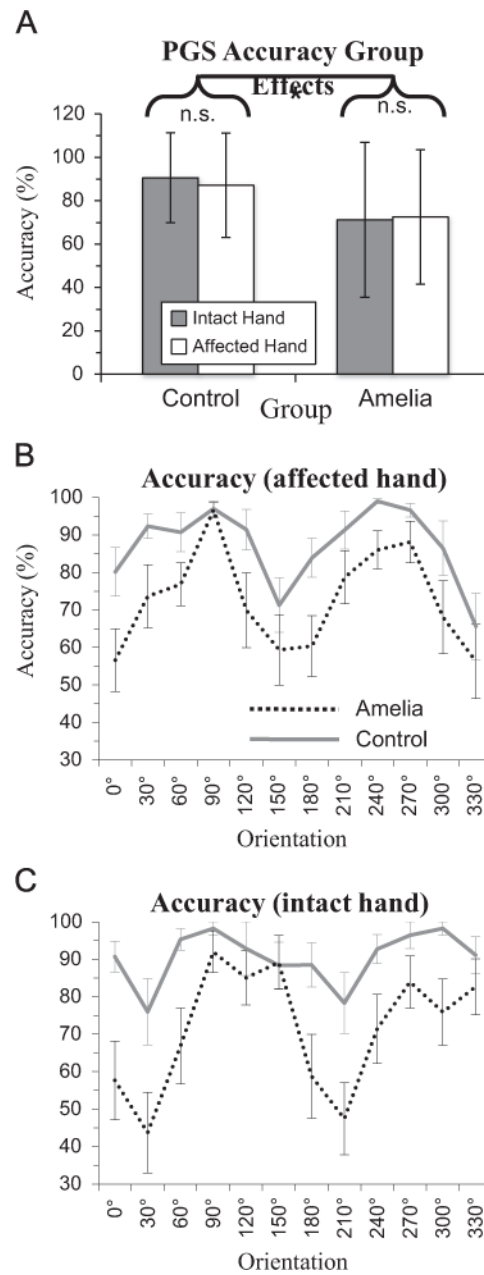 A
PGS Accuracy Group
Effects
*
n.s.
n.s.
120
100
80
60
40
20
0
Accuracy (%)
Intact Hand
Affected Hand
Control
Amelia
Group
B
Accuracy (affected hand)
100
90
80
70
60
50
40
30
Accuracy (%)
Amelia
Control
0°
30°
60°
90°
120°
150°
180°
210°
240°
270°
300°
330°
Orientation
C
Accuracy (intact hand)
100
90
80
70
60
50
40
30
0°
30°
60°
90°
120°
150°
180°
210°
240°
270°
300°
330°
Orientation